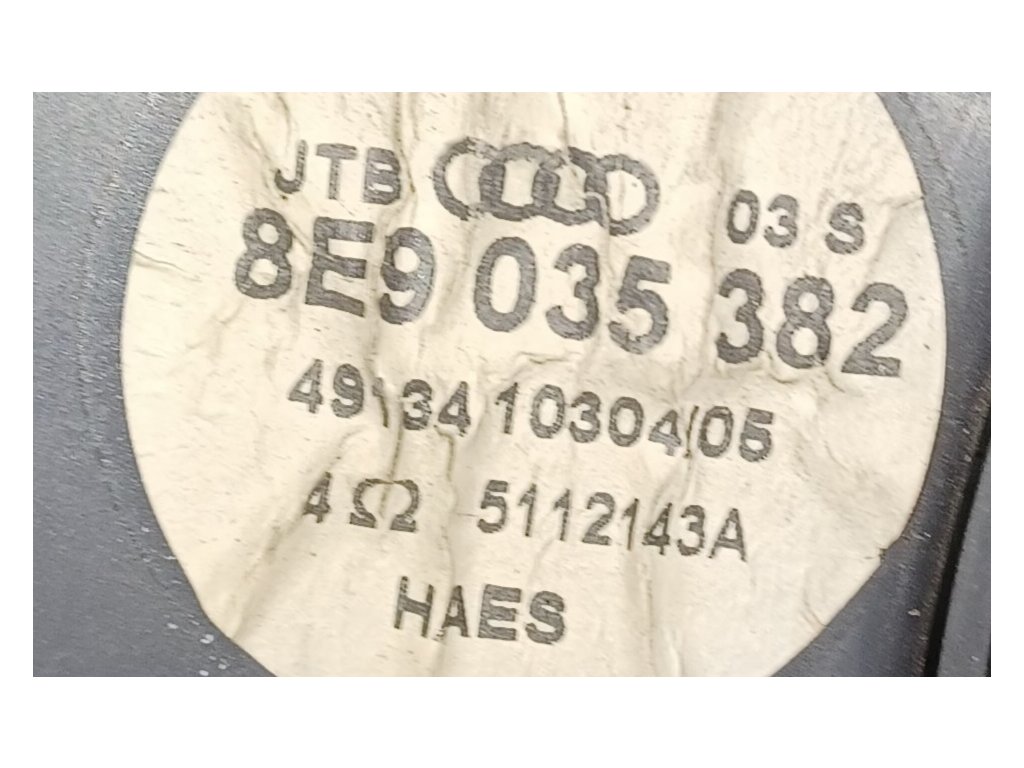 JTB 03 S
8E9 035 382
49134 10304/05
4 Ω 5112143A
HAES